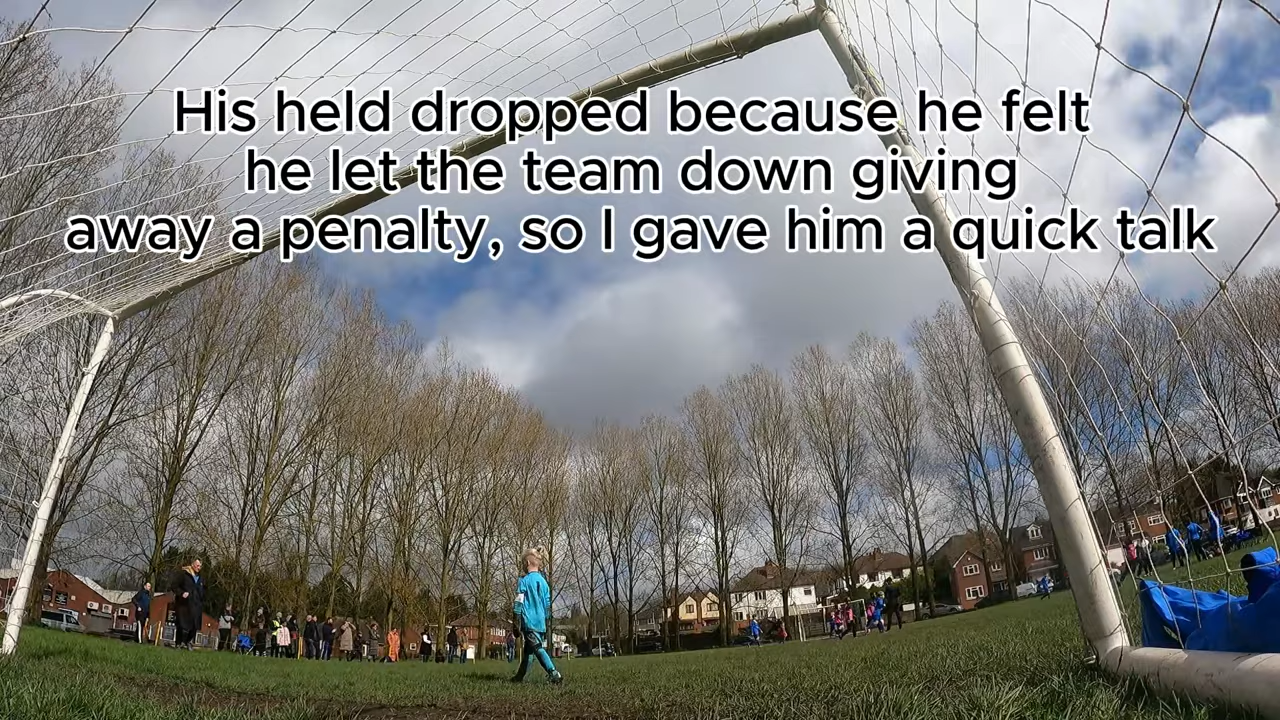 His held dropped because he felt
he let the team down giving
away a penalty, so I gave him a quick talk